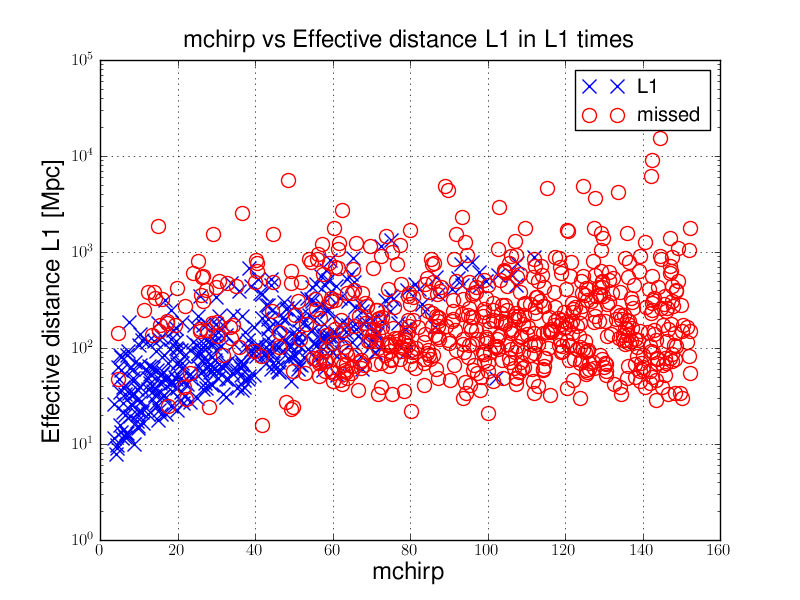 mchirp vs Effective distance L1 in L1 times
L1
missed
Effective distance L1 [Mpc]
10^5
10^4
10^3
10^2
10^1
10^0
0 20 40 60 80 100 120 140 160
mchirp